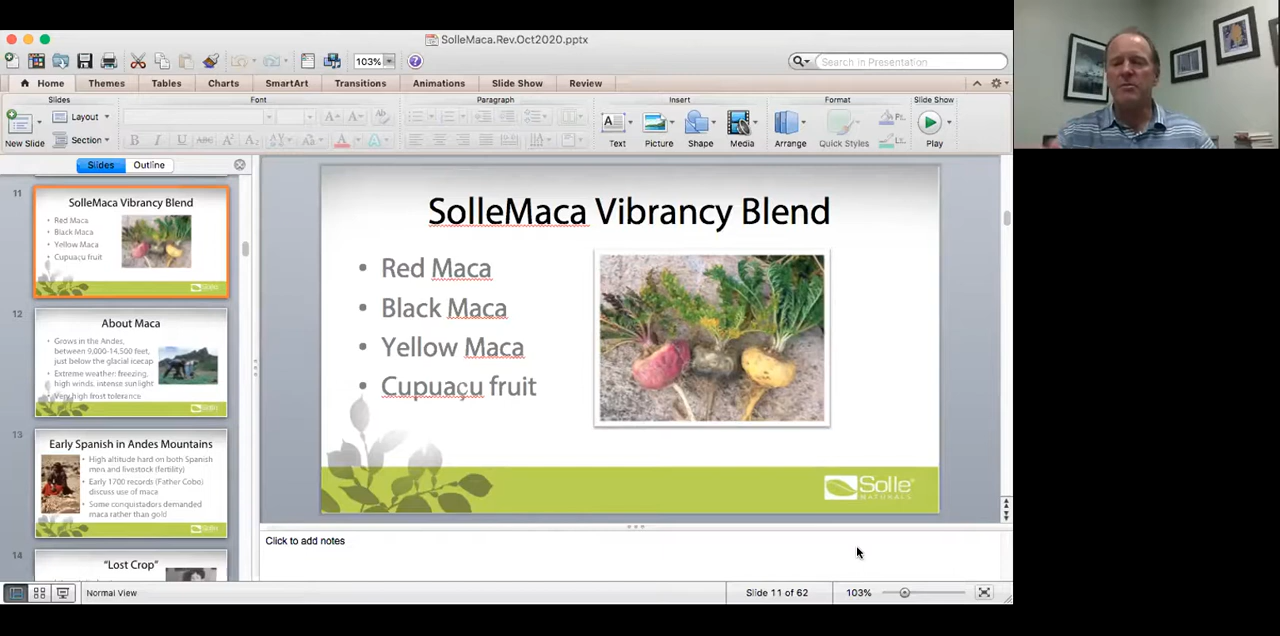 SolleMaca.Rev.Oct2020.pptx
103%
Search in Presentation
Home Themes Tables Charts SmartArt Transitions Animations Slide Show Review
Slides Font Paragraph Insert Format Slide Show
New Slide
Layout
Section
B I U ABC
Text Picture Shape Media Arrange Quick Styles Play
Slides Outline
11
SolleMaca Vibrancy Blend
• Red Maca
• Black Maca
• Yellow Maca
• Cupuaçu fruit
Solle
12
About Maca
• Grows in the Andes,
between 9,000-14,500 feet,
just below the glacial icecap
• Extreme weather: freezing,
high winds, intense sunlight
• Very high frost tolerance
Solle
13
Early Spanish in Andes Mountains
• High altitude hard on both Spanish
men and livestock (fertility)
• Early 1700 records (Father Cobo)
discuss use of maca
• Some conquistadors demanded
maca rather than gold
Solle
14
"Lost Crop"
SolleMaca Vibrancy Blend
• Red Maca
• Black Maca
• Yellow Maca
• Cupuaçu fruit
Solle®
NATURALS
Click to add notes
Normal View
Slide 11 of 62
103%